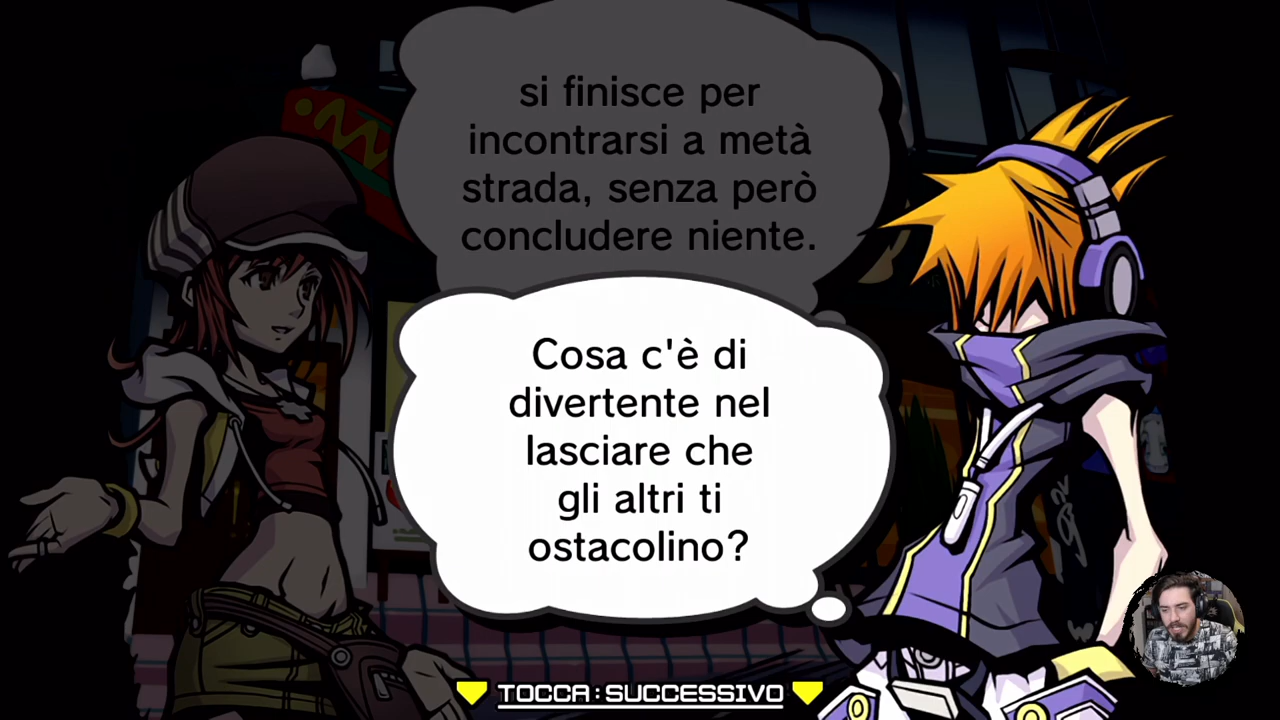 si finisce per
incontrarsi a metà
strada, senza però
concludere niente.
Cosa c'è di
divertente nel
lasciare che
gli altri ti
ostacolino?
TOCCA:SUCCESSIVO